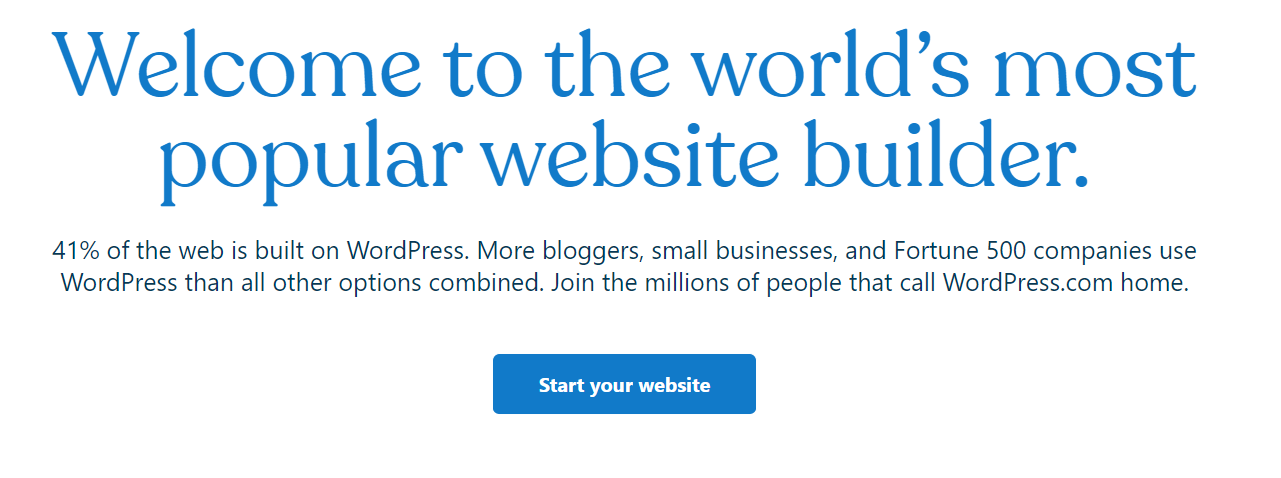 Welcome to the world’s most
popular website builder.
41% of the web is built on WordPress. More bloggers, small businesses, and Fortune 500 companies use
WordPress than all other options combined. Join the millions of people that call WordPress.com home.
Start your website